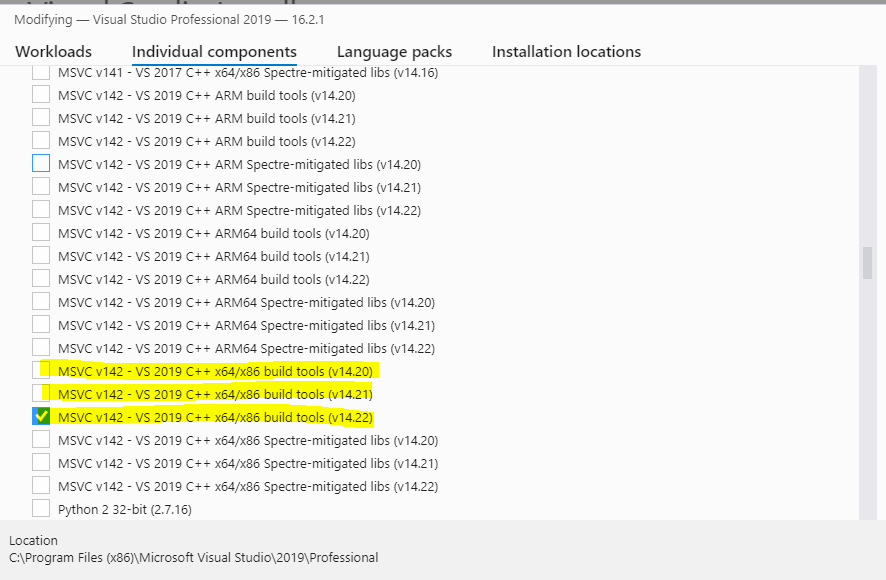 Modifying — Visual Studio Professional 2019 — 16.2.1
Workloads Individual components Language packs Installation locations
MSVC v141 - VS 2017 C++ x64/x86 Spectre-mitigated libs (v14.16)
MSVC v142 - VS 2019 C++ ARM build tools (v14.20)
MSVC v142 - VS 2019 C++ ARM build tools (v14.21)
MSVC v142 - VS 2019 C++ ARM build tools (v14.22)
MSVC v142 - VS 2019 C++ ARM Spectre-mitigated libs (v14.20)
MSVC v142 - VS 2019 C++ ARM Spectre-mitigated libs (v14.21)
MSVC v142 - VS 2019 C++ ARM Spectre-mitigated libs (v14.22)
MSVC v142 - VS 2019 C++ ARM64 build tools (v14.20)
MSVC v142 - VS 2019 C++ ARM64 build tools (v14.21)
MSVC v142 - VS 2019 C++ ARM64 build tools (v14.22)
MSVC v142 - VS 2019 C++ ARM64 Spectre-mitigated libs (v14.20)
MSVC v142 - VS 2019 C++ ARM64 Spectre-mitigated libs (v14.21)
MSVC v142 - VS 2019 C++ ARM64 Spectre-mitigated libs (v14.22)
MSVC v142 - VS 2019 C++ x64/x86 build tools (v14.20)
MSVC v142 - VS 2019 C++ x64/x86 build tools (v14.21)
MSVC v142 - VS 2019 C++ x64/x86 build tools (v14.22)
MSVC v142 - VS 2019 C++ x64/x86 Spectre-mitigated libs (v14.20)
MSVC v142 - VS 2019 C++ x64/x86 Spectre-mitigated libs (v14.21)
MSVC v142 - VS 2019 C++ x64/x86 Spectre-mitigated libs (v14.22)
Python 2 32-bit (2.7.16)
Location
C:\Program Files (x86)\Microsoft Visual Studio\2019\Professional